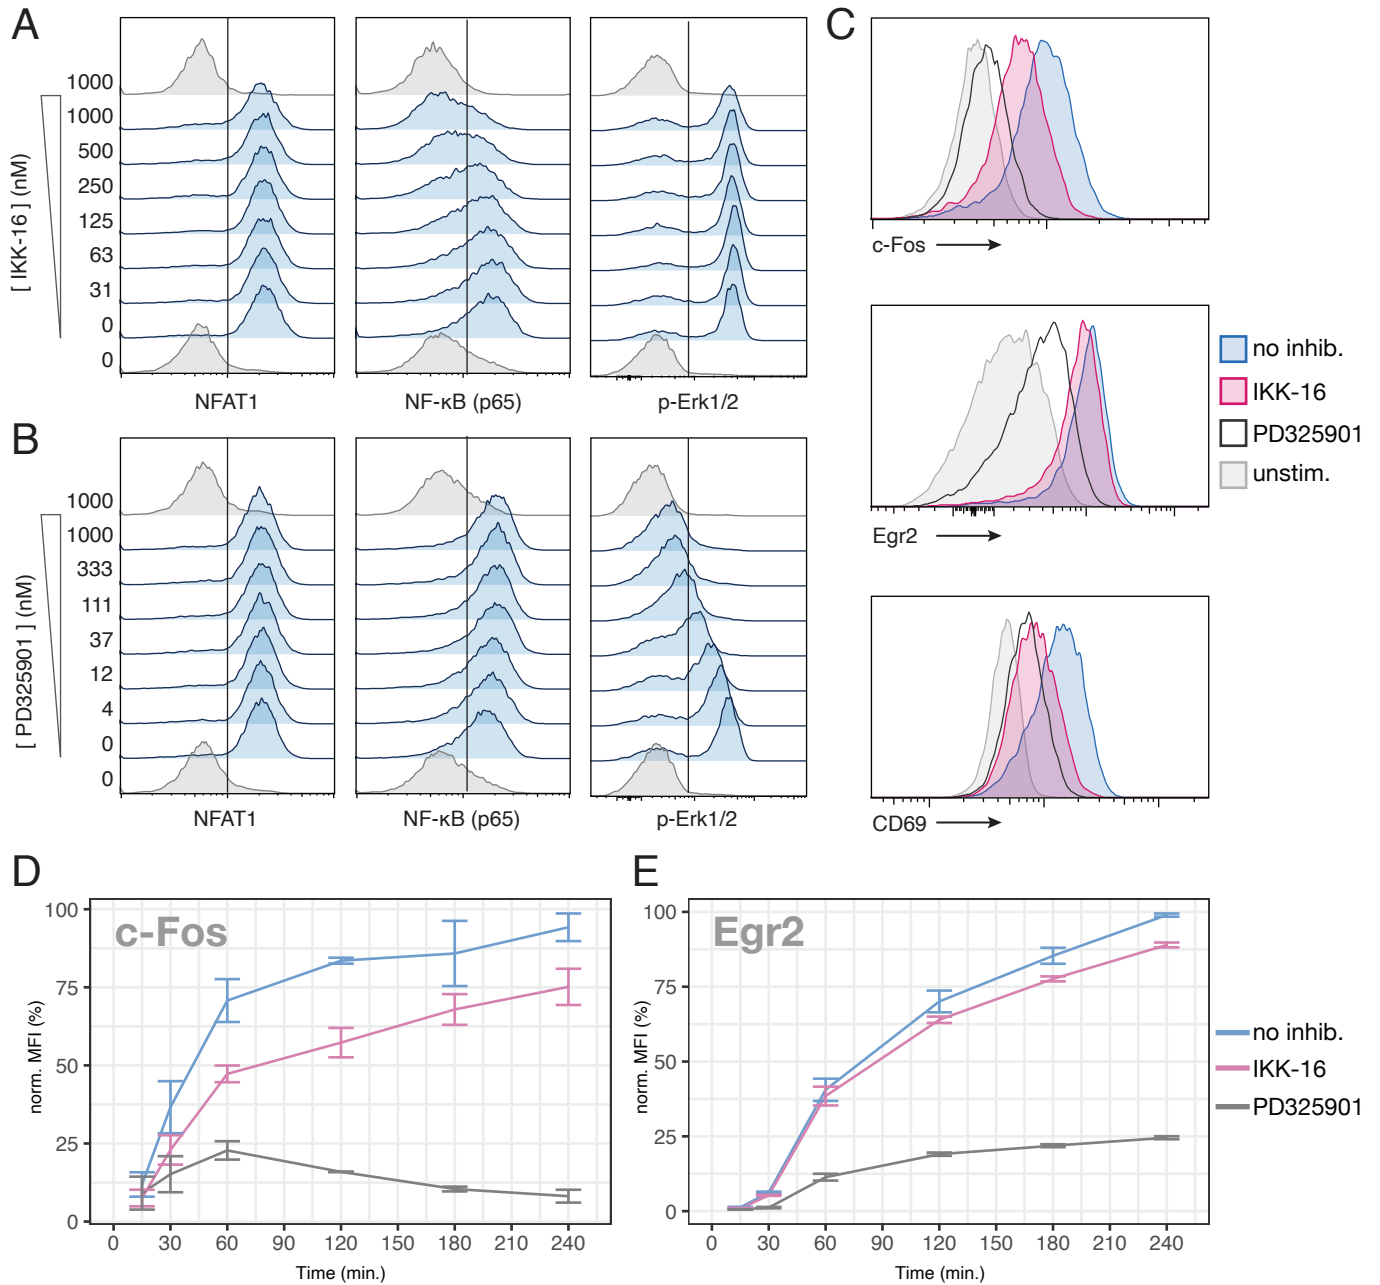 A
[ IKK-16 ] (nM)
1000
1000
500
250
125
63
31
0
0
NFAT1
NF-κB (p65)
p-Erk1/2
B
[ PD325901 ] (nM)
1000
1000
333
111
37
12
4
0
0
NFAT1
NF-κB (p65)
p-Erk1/2
C
c-Fos
Egr2
CD69
no inhib.
IKK-16
PD325901
unstim.
D
c-Fos
norm. MFI (%)
100
75
50
25
0
0 30 60 90 120 150 180 210 240
Time (min.)
E
Egr2
norm. MFI (%)
100
75
50
25
0
0 30 60 90 120 150 180 210 240
Time (min.)
no inhib.
IKK-16
PD325901